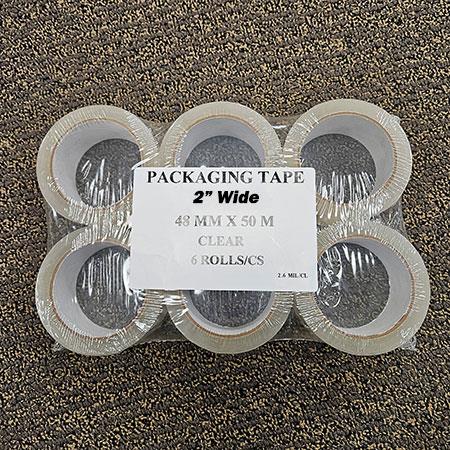 PACKAGING TAPE
2” Wide
48 MM X 50 M
CLEAR
6 ROLLS/CS
2.6 MIL/CL